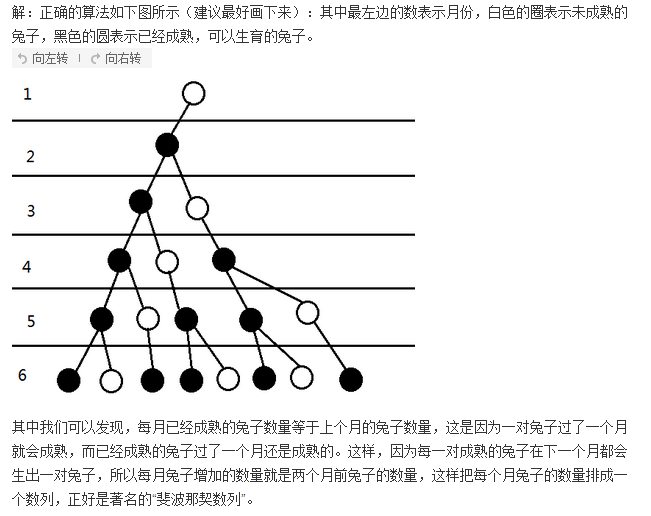 解：正确的算法如下图所示（建议最好画下来）：其中最左边的数表示月份，白色的圈表示未成熟的
兔子，黑色的圆表示已经成熟，可以生育的兔子。
向左转 | 向右转
1
2
3
4
5
6
其中我们可以发现，每月已经成熟的兔子数量等于上个月的兔子数量，这是因为一对兔子过了一个月
就会成熟，而已经成熟的兔子过了一个月还是成熟的。这样，因为每一对成熟的兔子在下一个月都会
生出一对兔子，所以每月兔子增加的数量就是两个月前兔子的数量，这样把每个月兔子的数量排成一
个数列，正好是著名的“斐波那契数列”。